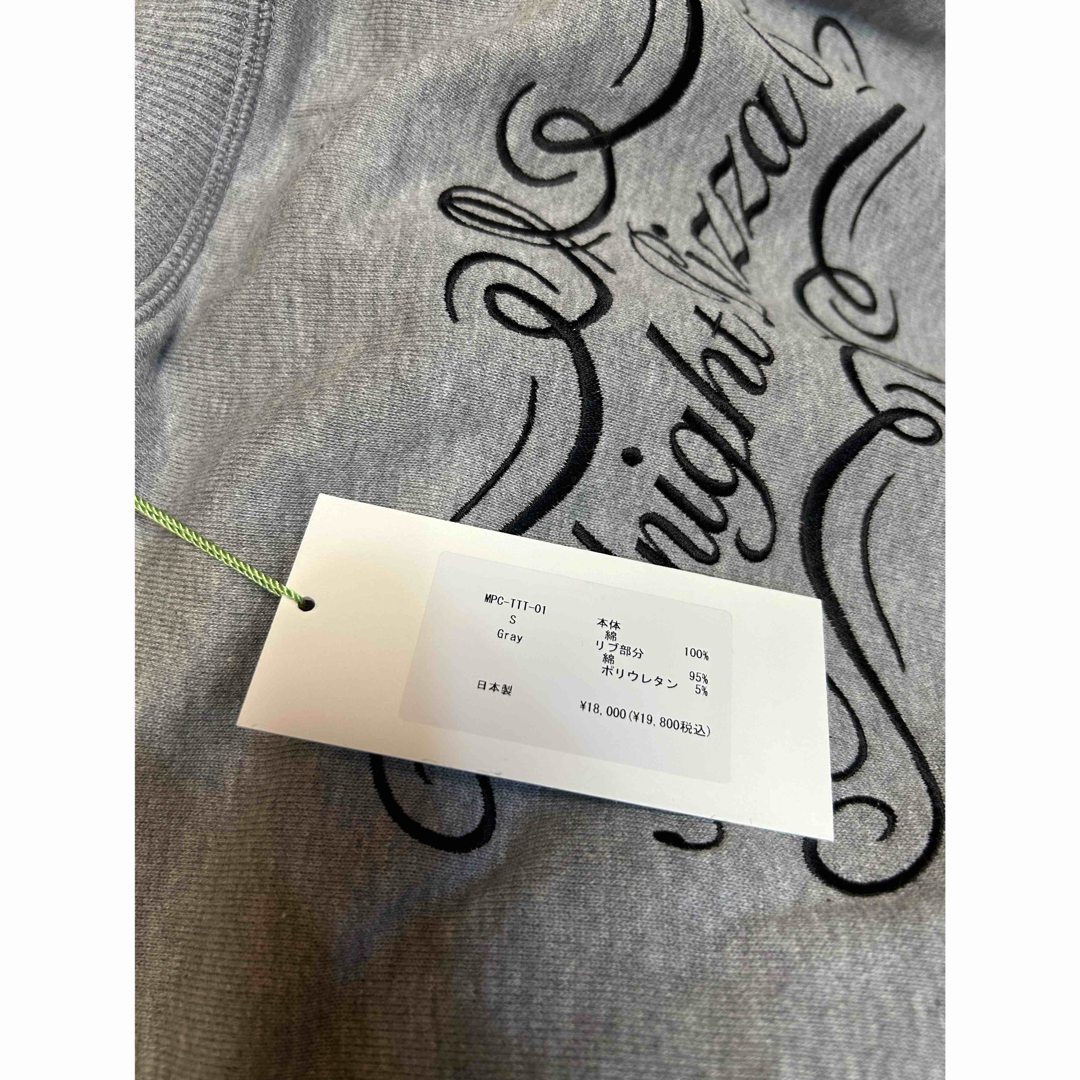 Pizza
night
MPC-TTT-01
S
Gray
日本製
本体
綿 100%
リブ部分
綿 95%
ポリウレタン 5%
¥18,000(¥19,800税込)